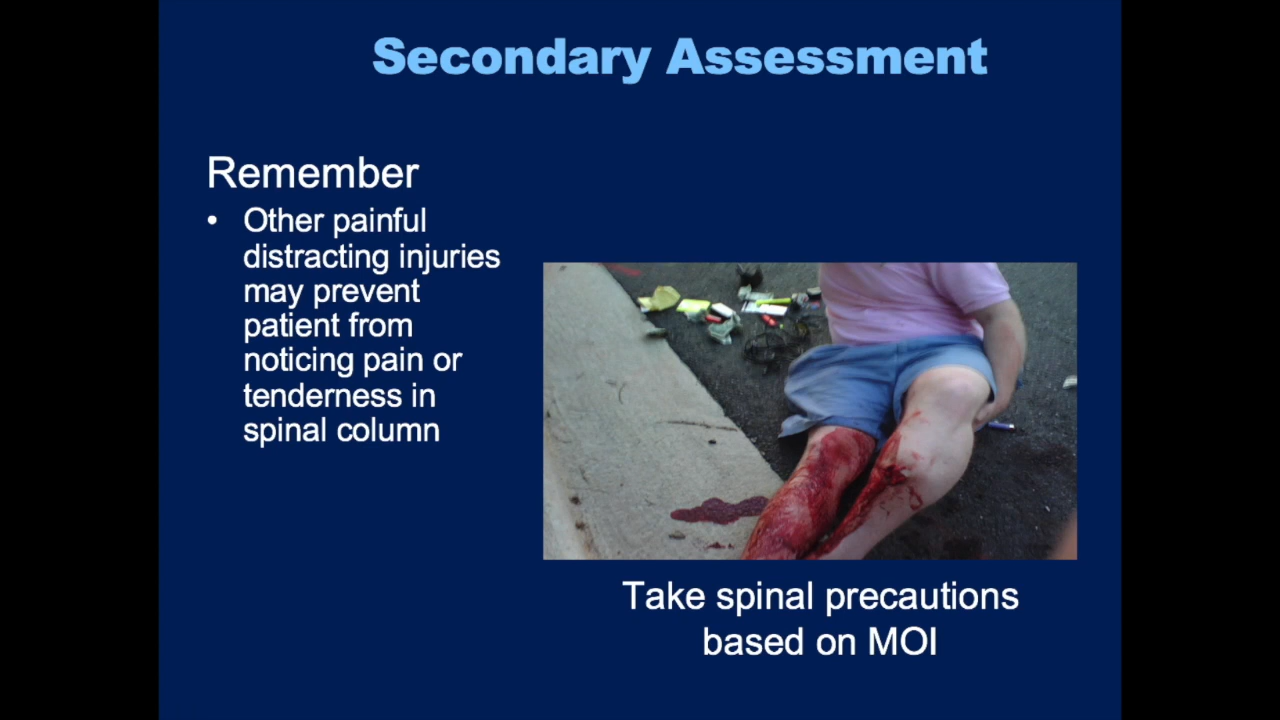 Secondary Assessment
Remember
• Other painful
distracting injuries
may prevent
patient from
noticing pain or
tenderness in
spinal column
Take spinal precautions
based on MOI